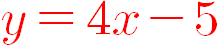 y = 4x − 5